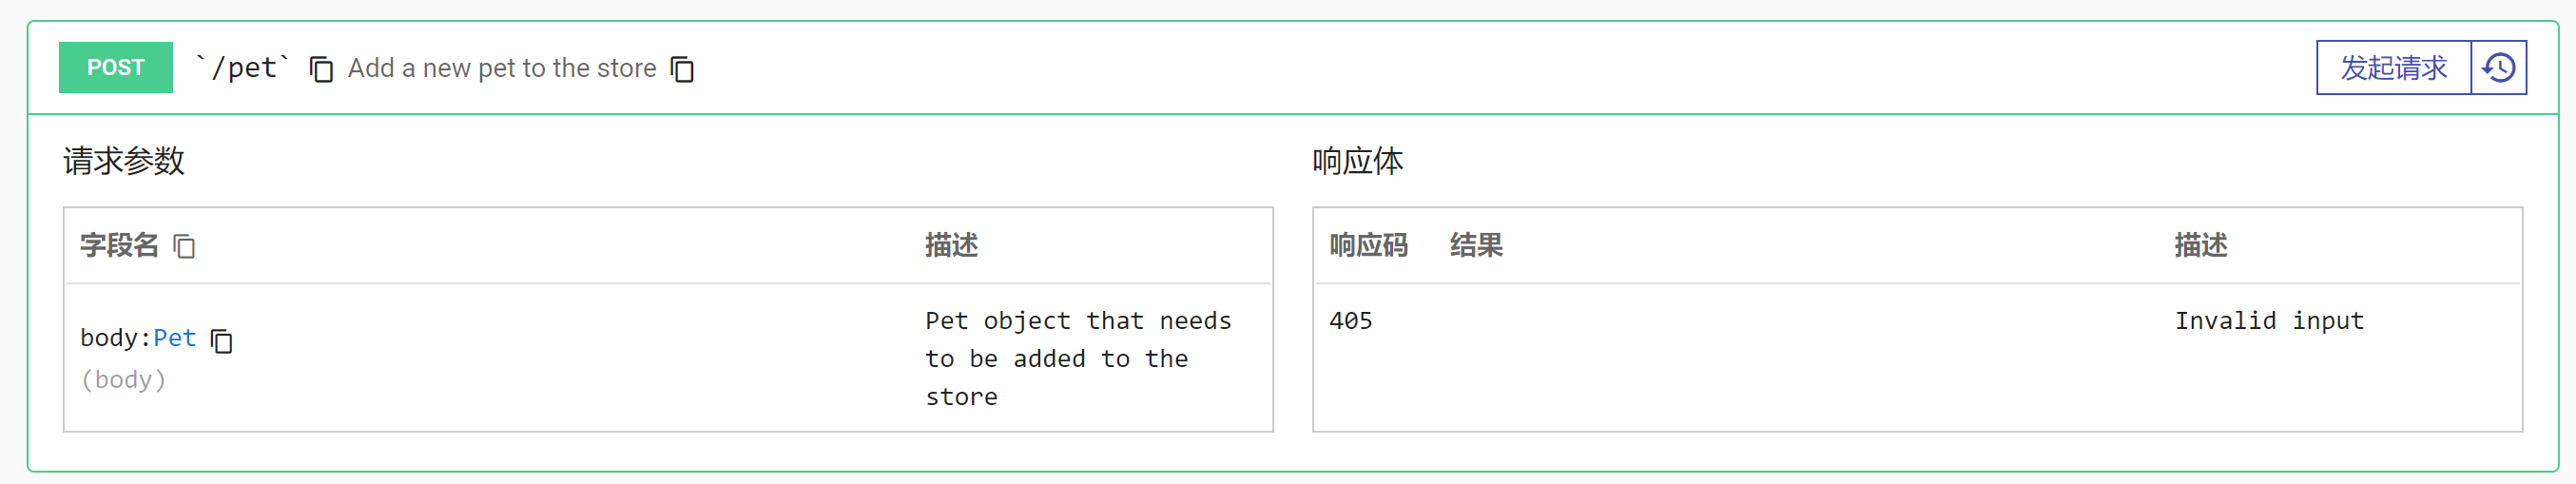 POST `/pet` Add a new pet to the store 发起请求
请求参数
字段名 描述
body:Pet
(body)
Pet object that needs
to be added to the
store
响应体
响应码 结果 描述
405 Invalid input